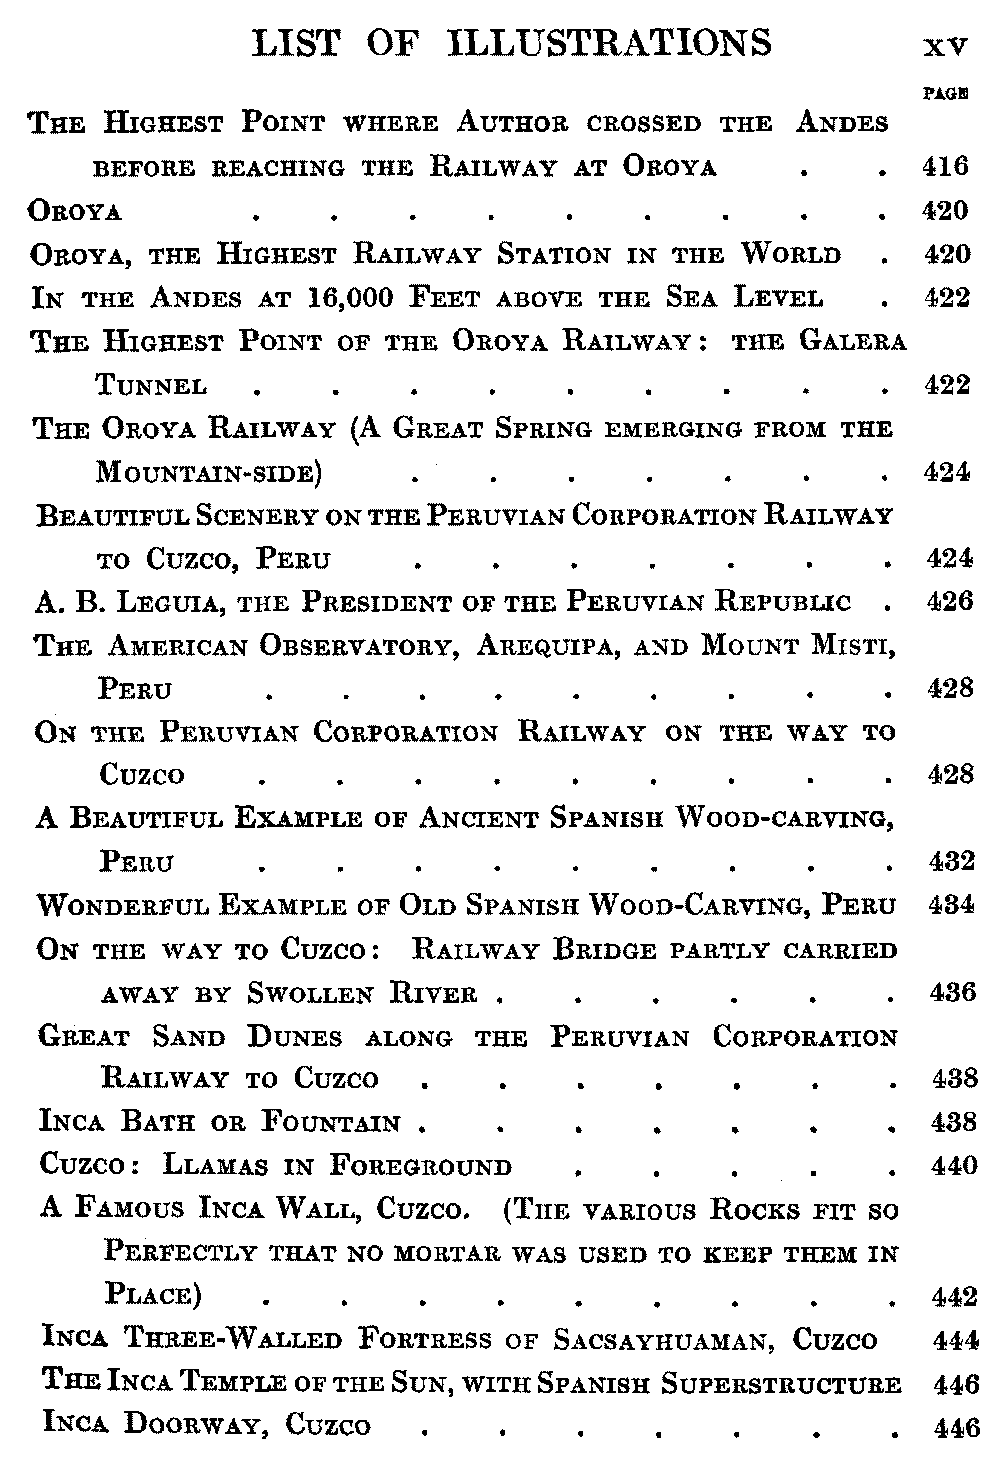 LIST OF ILLUSTRATIONS xv
PAGE
The Highest Point where Author crossed the Andes
before reaching the Railway at Oroya . . 416
Oroya . . . . . . . . . 420
Oroya, the Highest Railway Station in the World . 420
In the Andes at 16,000 Feet above the Sea Level . 422
The Highest Point of the Oroya Railway: the Galera
Tunnel . . . . . . . . . 422
The Oroya Railway (A Great Spring emerging from the
Mountain-side) . . . . . . . 424
Beautiful Scenery on the Peruvian Corporation Railway
to Cuzco, Peru . . . . . . . 424
A. B. Leguia, the President of the Peruvian Republic . 426
The American Observatory, Arequipa, and Mount Misti,
Peru . . . . . . . . . 428
On the Peruvian Corporation Railway on the way to
Cuzco . . . . . . . . . 428
A Beautiful Example of Ancient Spanish Wood-carving,
Peru . . . . . . . . . 432
Wonderful Example of Old Spanish Wood-Carving, Peru 434
On the way to Cuzco: Railway Bridge partly carried
away by Swollen River . . . . . . 436
Great Sand Dunes along the Peruvian Corporation
Railway to Cuzco . . . . . . . 438
Inca Bath or Fountain . . . . . . . 438
Cuzco: Llamas in Foreground . . . . . 440
A Famous Inca Wall, Cuzco. (The various Rocks fit so
perfectly that no mortar was used to keep them in
Place) . . . . . . . . . 442
Inca Three-Walled Fortress of Sacsayhuaman, Cuzco 444
The Inca Temple of the Sun, with Spanish Superstructure 446
Inca Doorway, Cuzco . . . . . . . 446